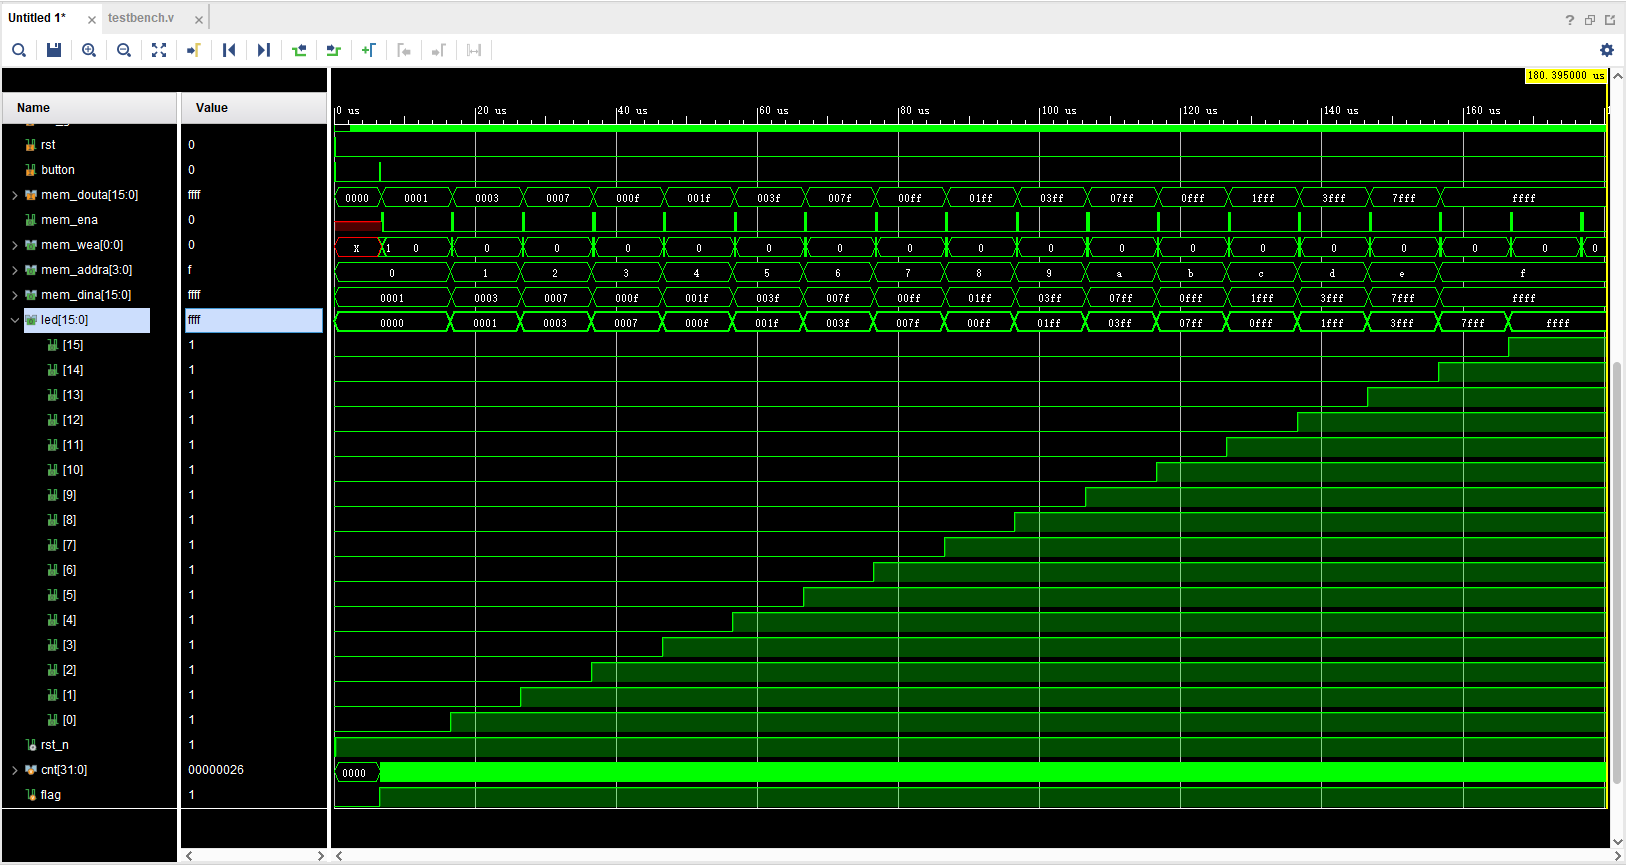 Untitled 1* × testbench.v ×
?
180.395000 us
Name Value
0 us 20 us 40 us 60 us 80 us 100 us 120 us 140 us 160 us
rst 0
button 0
mem_douta[15:0] ffff 0000 0001 0003 0007 000f 001f 003f 007f 00ff 01ff 03ff 07ff 0fff 1fff 3fff 7fff ffff
mem_ena 0
mem_wea[0:0] 0 X 1 0 0 0 0 0 0 0 0 0 0 0 0 0 0 0 0 0 0
mem_addra[3:0] f 0 1 2 3 4 5 6 7 8 9 a b c d e f
mem_dina[15:0] ffff 0001 0003 0007 000f 001f 003f 007f 00ff 01ff 03ff 07ff 0fff 1fff 3fff 7fff ffff
led[15:0] ffff 0000 0001 0003 0007 000f 001f 003f 007f 00ff 01ff 03ff 07ff 0fff 1fff 3fff 7fff ffff
[15] 1
[14] 1
[13] 1
[12] 1
[11] 1
[10] 1
[9] 1
[8] 1
[7] 1
[6] 1
[5] 1
[4] 1
[3] 1
[2] 1
[1] 1
[0] 1
rst_n 1
cnt[31:0] 00000026 0000
flag 1